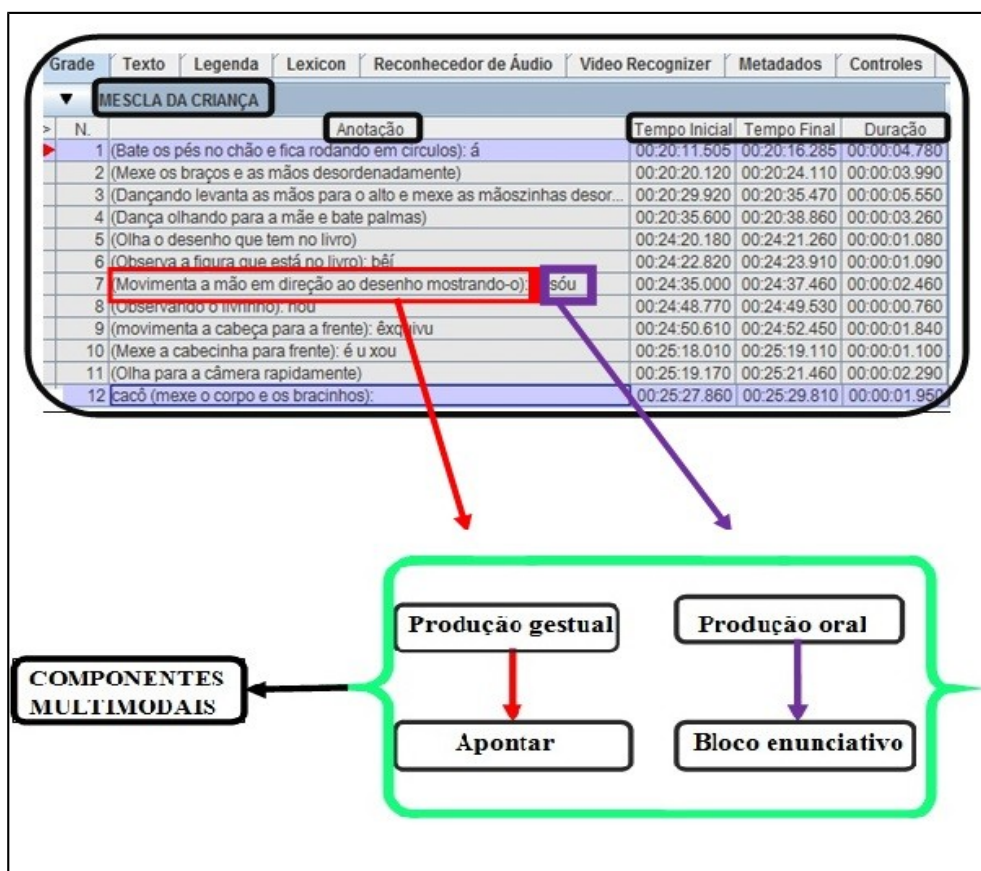 Grade Texto Legenda Lexicon Reconhecedor de Áudio Video Recognizer Metadados Controles
▼ MESCLA DA CRIANÇA
> N. Anotação Tempo Inicial Tempo Final Duração
1 (Bate os pés no chão e fica rodando em círculos): á 00:20:11.505 00:20:16.285 00:00:04.780
2 (Mexe os braços e as mãos desordenadamente) 00:20:20.120 00:20:24.110 00:00:03.990
3 (Dançando levanta as mãos para o alto e mexe as mãoszinhas desor... 00:20:29.920 00:20:35.470 00:00:05.550
4 (Dança olhando para a mãe e bate palmas) 00:20:35.600 00:20:38.860 00:00:03.260
5 (Olha o desenho que tem no livro) 00:24:20.180 00:24:21.260 00:00:01.080
6 (Observa a figura que está no livro): bêí 00:24:22.820 00:24:23.910 00:00:01.090
7 (Movimenta a mão em direção ao desenho mostrando-o): sóu 00:24:35.000 00:24:37.460 00:00:02.460
8 (Observando o livrinho): nou 00:24:48.770 00:24:49.530 00:00:00.760
9 (movimenta a cabeça para a frente): êxquivu 00:24:50.610 00:24:52.450 00:00:01.840
10 (Mexe a cabecinha para frente): é u xou 00:25:18.010 00:25:19.110 00:00:01.100
11 (Olha para a câmera rapidamente) 00:25:19.170 00:25:21.460 00:00:02.290
12 cacô (mexe o corpo e os bracinhos): 00:25:27.860 00:25:29.810 00:00:01.950
Produção gestual Produção oral
COMPONENTES
MULTIMODAIS
Apontar Bloco enunciativo